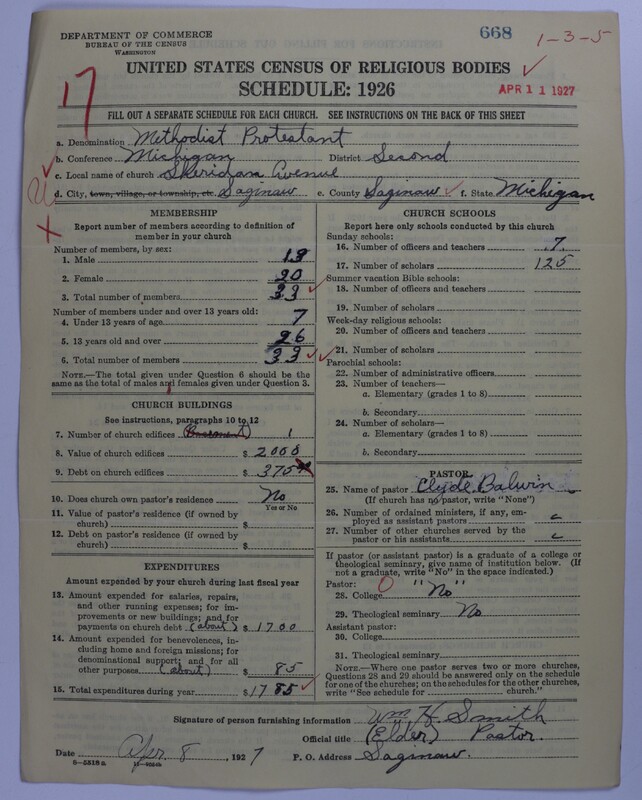 DEPARTMENT OF COMMERCE
BUREAU OF THE CENSUS
WASHINGTON
668
1-3-5
UNITED STATES CENSUS OF RELIGIOUS BODIES
SCHEDULE: 1926
APR 11 1927
17
FILL OUT A SEPARATE SCHEDULE FOR EACH CHURCH. SEE INSTRUCTIONS ON THE BACK OF THIS SHEET
a. Denomination Methodist Protestant
b. Conference Michigan District Second
c. Local name of church Sheridan Avenue
d. City, town, village, or township, etc. Saginaw e. County Saginaw f. State Michigan
MEMBERSHIP
Report number of members according to definition of
member in your church
Number of members, by sex:
1. Male 13
2. Female 20
3. Total number of members 33
Number of members under and over 13 years old:
4. Under 13 years of age 7
5. 13 years old and over 26
6. Total number of members 33
NOTE.—The total given under Question 6 should be the
same as the total of males and females given under Question 3.
CHURCH BUILDINGS
See instructions, paragraphs 10 to 12
7. Number of church edifices (Basement) 1
8. Value of church edifices $ 2000
9. Debt on church edifices $ 375
10. Does church own pastor's residence No
Yes or No
11. Value of pastor's residence (if owned by
church) $
12. Debt on pastor's residence (if owned by
church) $
EXPENDITURES
Amount expended by your church during last fiscal year
13. Amount expended for salaries, repairs,
and other running expenses; for im-
provements or new buildings; and for
payments on church debt (about) $ 1700
14. Amount expended for benevolences, in-
cluding home and foreign missions; for
denominational support; and for all
other purposes (about) $ 85
15. Total expenditures during year $ 1785
CHURCH SCHOOLS
Report here only schools conducted by this church
Sunday schools:
16. Number of officers and teachers 7
17. Number of scholars 125
Summer vacation Bible schools:
18. Number of officers and teachers
19. Number of scholars
Week-day religious schools:
20. Number of officers and teachers
21. Number of scholars
Parochial schools:
22. Number of administrative officers
23. Number of teachers—
a. Elementary (grades 1 to 8)
b. Secondary
24. Number of scholars—
a. Elementary (grades 1 to 8)
b. Secondary
PASTOR
25. Name of pastor Clyde Balwin
(If church has no pastor, write "None")
26. Number of ordained ministers, if any, em-
ployed as assistant pastors
27. Number of other churches served by the
pastor or his assistants
If pastor (or assistant pastor) is a graduate of a college or
theological seminary, give name of institution below. (If
not a graduate, write "No" in the space indicated.)
Pastor:
28. College "No"
29. Theological seminary No
Assistant pastor:
30. College
31. Theological seminary
NOTE.—Where one pastor serves two or more churches,
Questions 28 and 29 should be answered only on the schedule
for one of the churches; on the schedules for the other churches,
write "See schedule for church."
Signature of person furnishing information Wm H. Smith
Official title (Elder) Pastor.
Date Apr. 8, 1927 P. O. Address Saginaw.